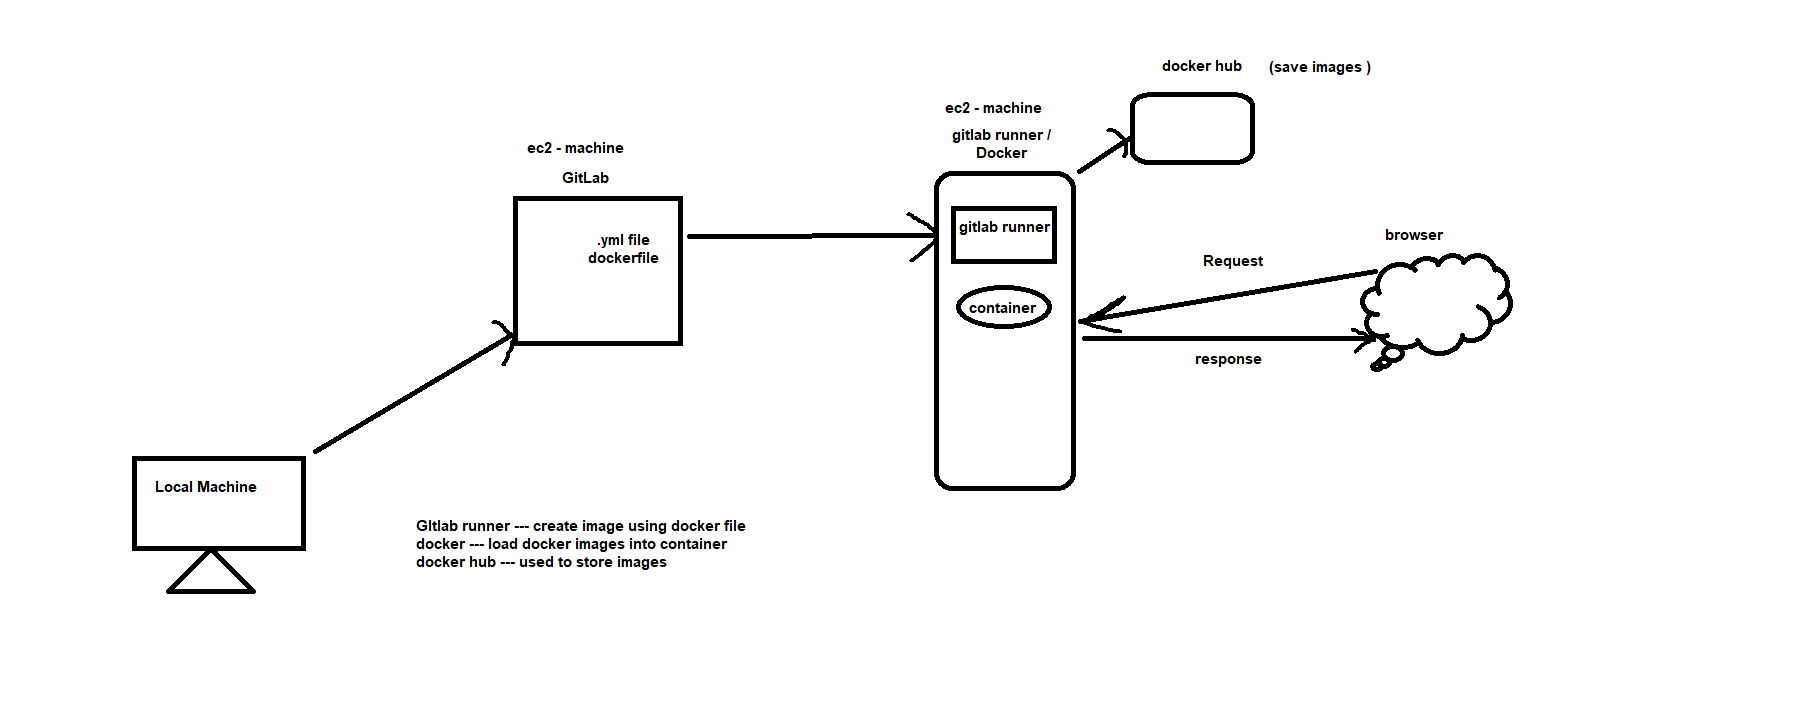 docker hub (save images )
ec2 - machine
gitlab runner /
Docker
ec2 - machine
GitLab
.yml file
dockerfile
gitlab runner
container
browser
Request
response
Local Machine
GItlab runner --- create image using docker file
docker --- load docker images into container
docker hub --- used to store images